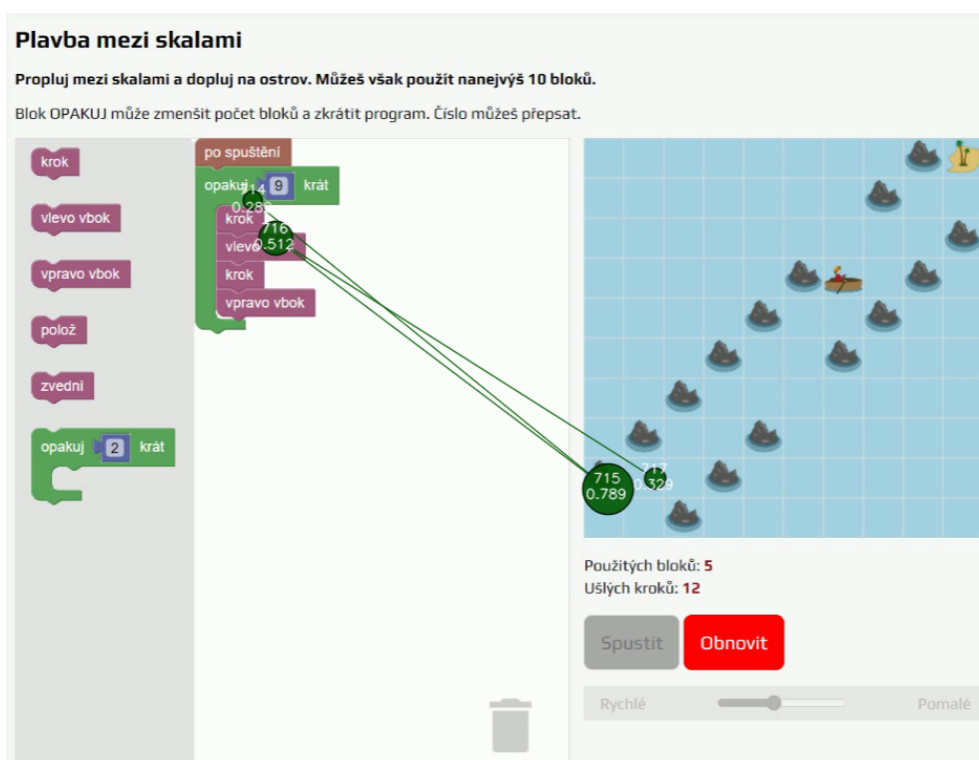 Plavba mezi skalami
Propluj mezi skalami a dopluj na ostrov. Můžeš však použít nanejvýš 10 bloků.
Blok OPAKUJ může zmenšit počet bloků a zkrátit program. Číslo můžeš přepsat.
krok
vlevo vbok
vpravo vbok
polož
zvedni
opakuj 2 krát
po spuštění
opakuj 9 krát
krok
716
0.512
krok
vpravo vbok
715
0.789
717
0.329
Použitých bloků: 5
Ušlých kroků: 12
Spustit
Obnovit
Rychlé
Pomalé